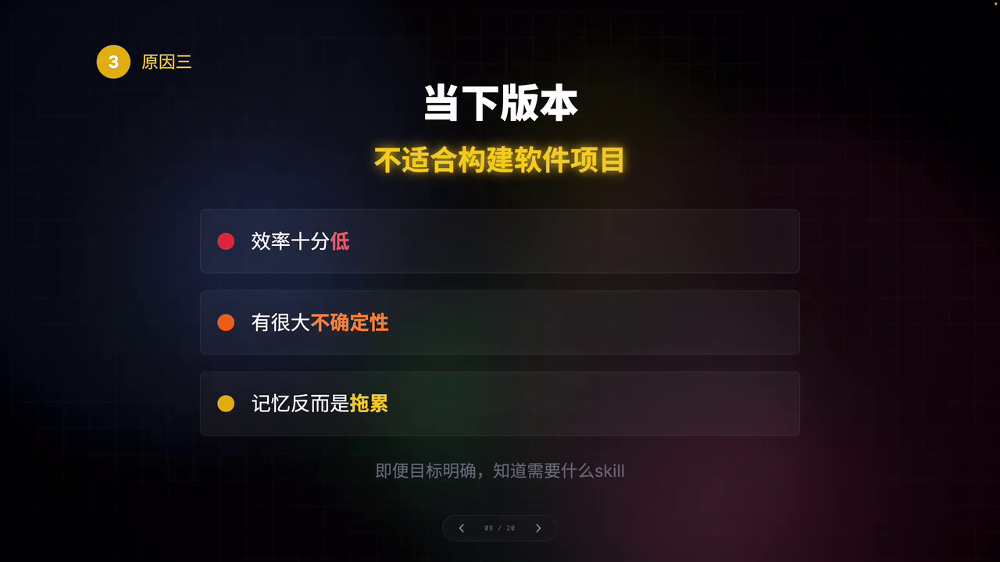 3 原因三
当下版本
不适合构建软件项目
效率十分低
有很大不确定性
记忆反而是拖累
即便目标明确，知道需要什么skill
09 / 20